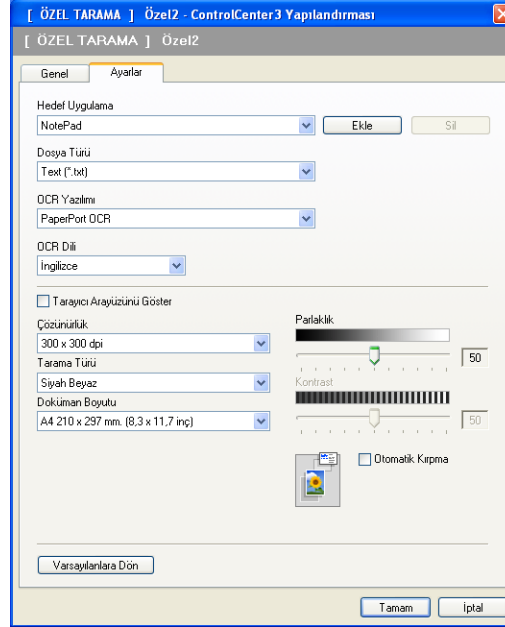 [ ÖZEL TARAMA ] Özel2 - ControlCenter3 Yapılandırması
[ ÖZEL TARAMA ] Özel2
Genel Ayarlar
Hedef Uygulama
NotePad Ekle Sil
Dosya Türü
Text (*.txt)
OCR Yazılımı
PaperPort OCR
OCR Dili
İngilizce
Tarayıcı Arayüzünü Göster
Çözünürlük Parlaklık
300 x 300 dpi 50
Tarama Türü Kontrast
Siyah Beyaz 50
Doküman Boyutu
A4 210 x 297 mm. (8,3 x 11,7 inç)
Otomatik Kırpma
Varsayılanlara Dön
Tamam İptal